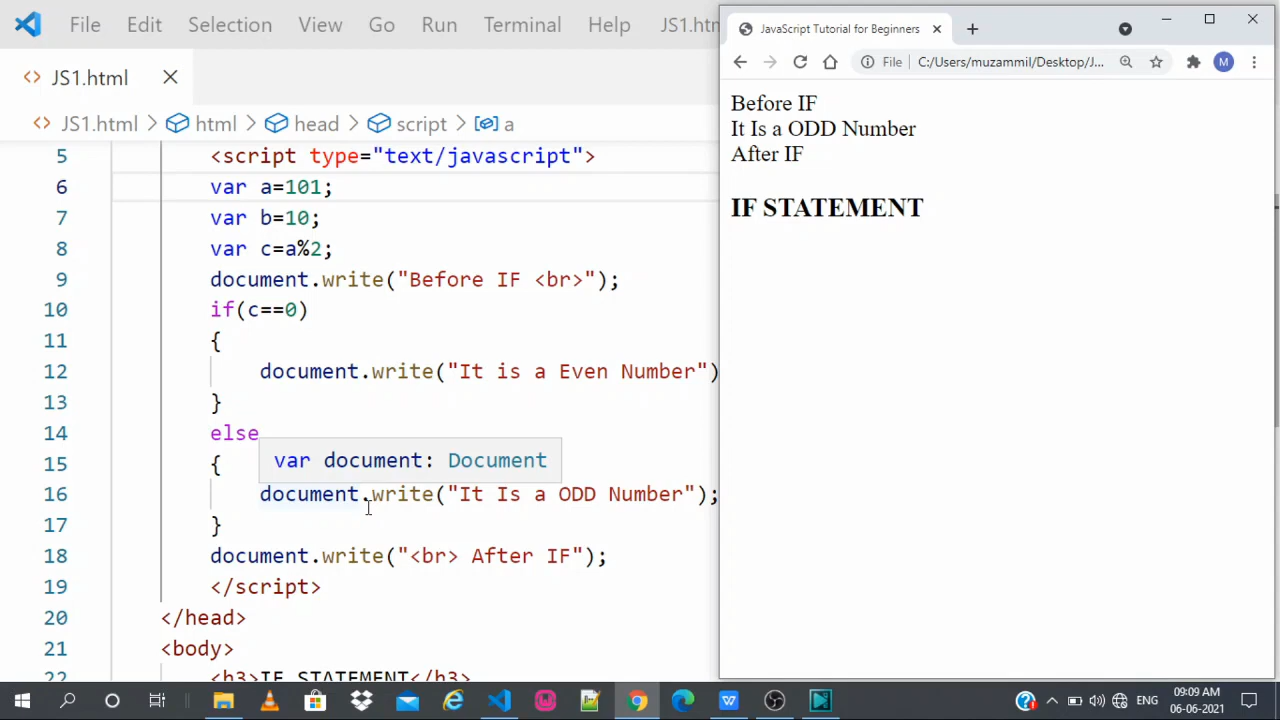 File Edit Selection View Go Run Terminal Help JS1.htm
JS1.html
JS1.html > html > head > script > a
5 <script type="text/javascript">
6 var a=101;
7 var b=10;
8 var c=a%2;
9 document.write("Before IF <br>");
10 if(c==0)
11 {
12 document.write("It is a Even Number")
13 }
14 else
var document: Document
15 {
16 document.write("It Is a ODD Number");
17 }
18 document.write("<br> After IF");
19 </script>
20 </head>
21 <body>
22 <h3>IF STATEMENT</h3>
JavaScript Tutorial for Beginners
File C:/Users/muzammil/Desktop/J...
M
Before IF
It Is a ODD Number
After IF
IF STATEMENT
ENG
09:09 AM
06-06-2021